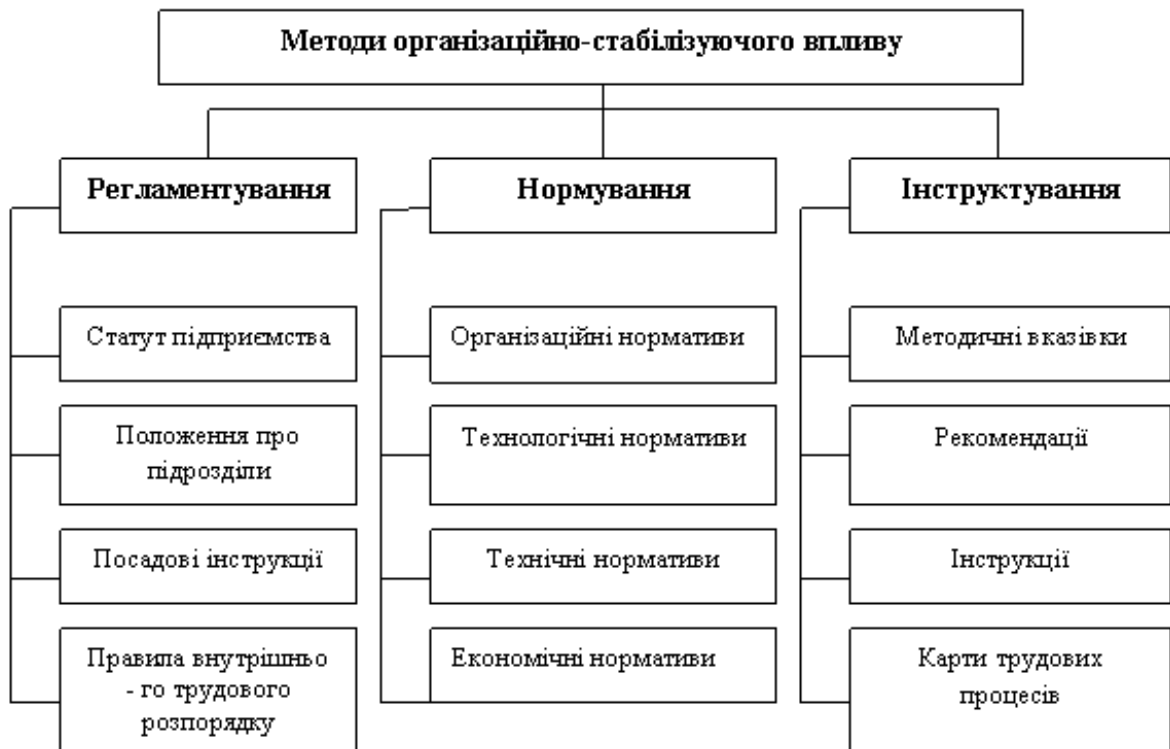 Методи організаційно-стабілізуючого впливу
Регламентування
Нормування
Інструктування
Статут підприємства
Організаційні нормативи
Методичні вказівки
Положення про
підрозділи
Технологічні нормативи
Рекомендації
Посадові інструкції
Технічні нормативи
Інструкції
Правила внутрішньо
- го трудового
розпорядку
Економічні нормативи
Карти трудових
процесів